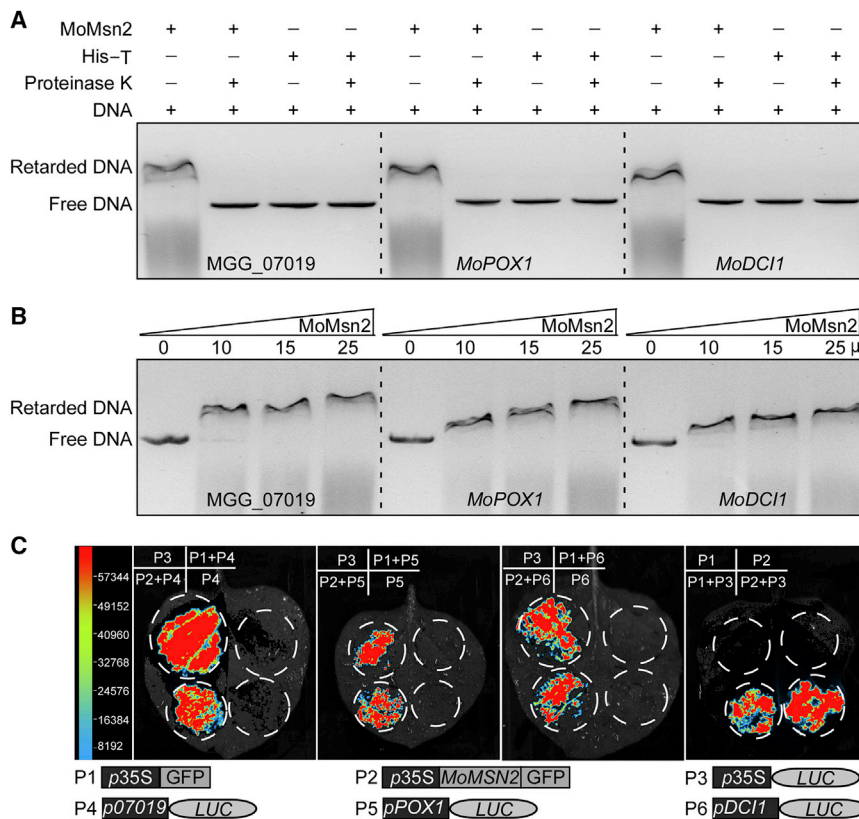 A
MoMsn2 + + − − + + − − + + − −
His–T − − + + − − + + − − + +
Proteinase K − + − + − + − + − + − +
DNA + + + + + + + + + + + +
Retarded DNA
Free DNA
MGG_07019 MoPOX1 MoDCI1
B
MoMsn2 MoMsn2 MoMsn2
0 10 15 25 0 10 15 25 0 10 15 25 μ
Retarded DNA
Free DNA
MGG_07019 MoPOX1 MoDCI1
C
P3 P1+P4 P3 P1+P5 P3 P1+P6 P1 P2
P2+P4 P4 P2+P5 P5 P2+P6 P6 P1+P3 P2+P3
57344
49152
40960
32768
24576
16384
8192
P1 p35S GFP P2 p35S MoMSN2 GFP P3 p35S LUC
P4 p07019 LUC P5 pPOX1 LUC P6 pDCI1 LUC